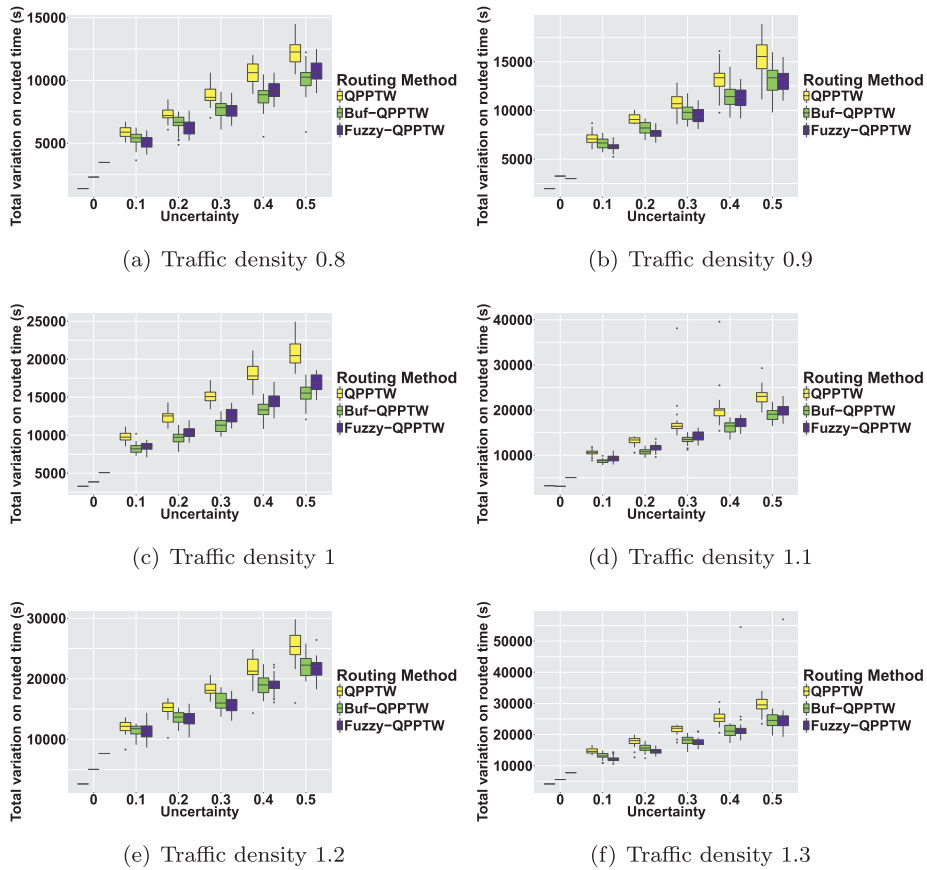 Total variation on routed time (s)
15000
10000
5000
0 0.1 0.2 0.3 0.4 0.5
Uncertainty
Routing Method
QPPTW
Buf−QPPTW
Fuzzy−QPPTW
(a) Traffic density 0.8
Total variation on routed time (s)
15000
10000
5000
0 0.1 0.2 0.3 0.4 0.5
Uncertainty
Routing Method
QPPTW
Buf−QPPTW
Fuzzy−QPPTW
(b) Traffic density 0.9
Total variation on routed time (s)
25000
20000
15000
10000
5000
0 0.1 0.2 0.3 0.4 0.5
Uncertainty
Routing Method
QPPTW
Buf−QPPTW
Fuzzy−QPPTW
(c) Traffic density 1
Total variation on routed time (s)
40000
30000
20000
10000
0 0.1 0.2 0.3 0.4 0.5
Uncertainty
Routing Method
QPPTW
Buf−QPPTW
Fuzzy−QPPTW
(d) Traffic density 1.1
Total variation on routed time (s)
30000
20000
10000
0 0.1 0.2 0.3 0.4 0.5
Uncertainty
Routing Method
QPPTW
Buf−QPPTW
Fuzzy−QPPTW
(e) Traffic density 1.2
Total variation on routed time (s)
50000
40000
30000
20000
10000
0 0.1 0.2 0.3 0.4 0.5
Uncertainty
Routing Method
QPPTW
Buf−QPPTW
Fuzzy−QPPTW
(f) Traffic density 1.3